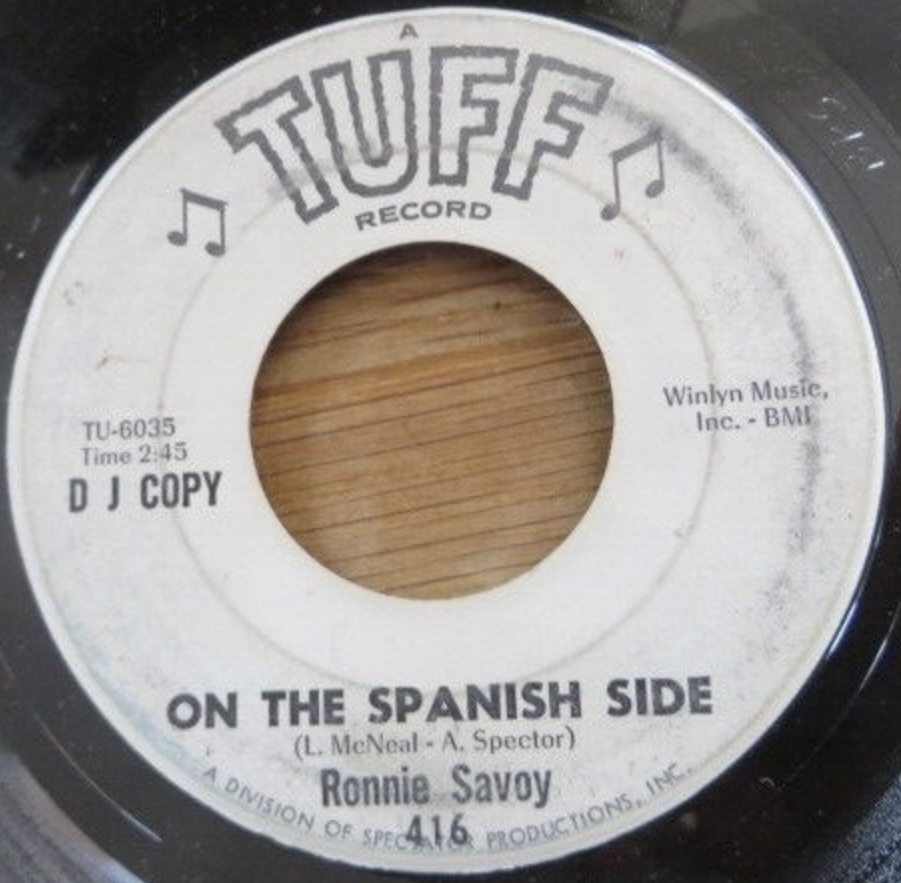 A
TUFF
RECORD
TU-6035
Time 2:45
D J COPY
Winlyn Music,
Inc. - BMI
ON THE SPANISH SIDE
(L. McNeal - A. Spector)
Ronnie Savoy
416
A DIVISION OF SPECTATOR PRODUCTIONS, INC.